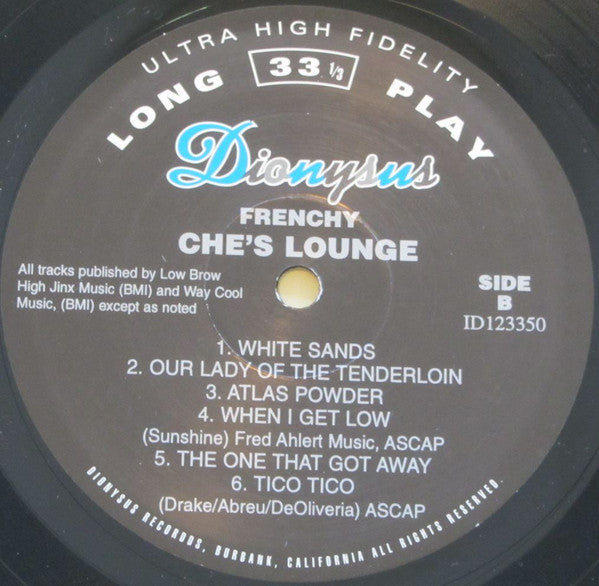 ULTRA HIGH FIDELITY
LONG 33 1/3 PLAY
Dionysus
FRENCHY
CHE'S LOUNGE
All tracks published by Low Brow
High Jinx Music (BMI) and Way Cool
Music, (BMI) except as noted
SIDE
B
ID123350
1. WHITE SANDS
2. OUR LADY OF THE TENDERLOIN
3. ATLAS POWDER
4. WHEN I GET LOW
(Sunshine) Fred Ahlert Music, ASCAP
5. THE ONE THAT GOT AWAY
6. TICO TICO
(Drake/Abreu/DeOliveria) ASCAP
DIONYSUS RECORDS, BURBANK, CALIFORNIA ALL RIGHTS RESERVED.